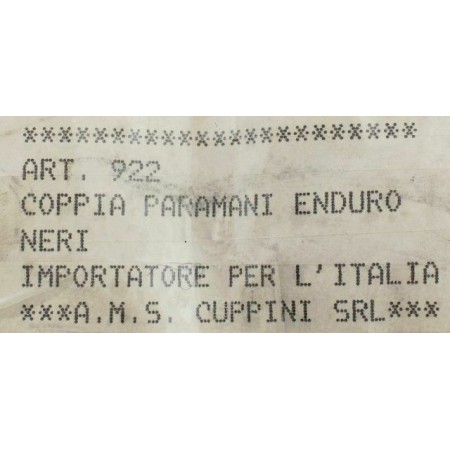 ***********************
ART. 922
COPPIA PARAMANI ENDURO
NERI
IMPORTATORE PER L'ITALIA
***A.M.S. CUPPINI SRL***